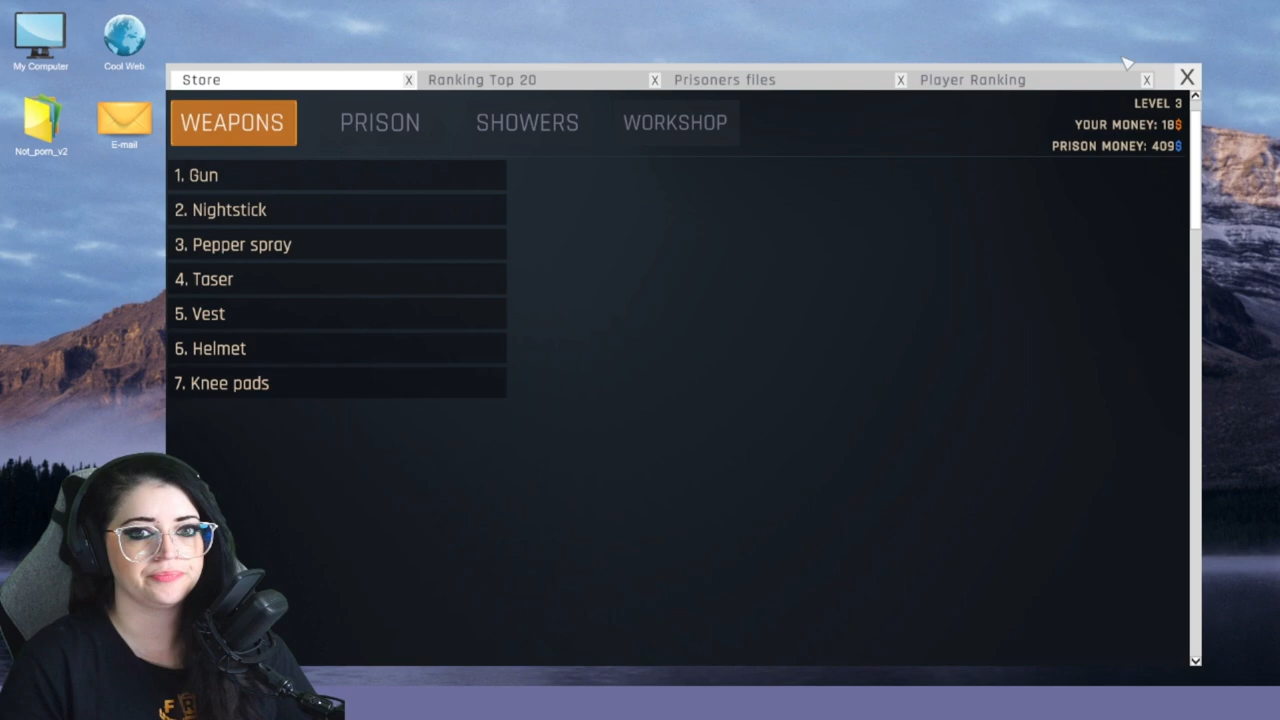 My Computer
Cool Web
Not_porn_v2
E-mail
Store X Ranking Top 20 X Prisoners files X Player Ranking X X
WEAPONS PRISON SHOWERS WORKSHOP
LEVEL 3
YOUR MONEY: 18$
PRISON MONEY: 409$
1. Gun
2. Nightstick
3. Pepper spray
4. Taser
5. Vest
6. Helmet
7. Knee pads